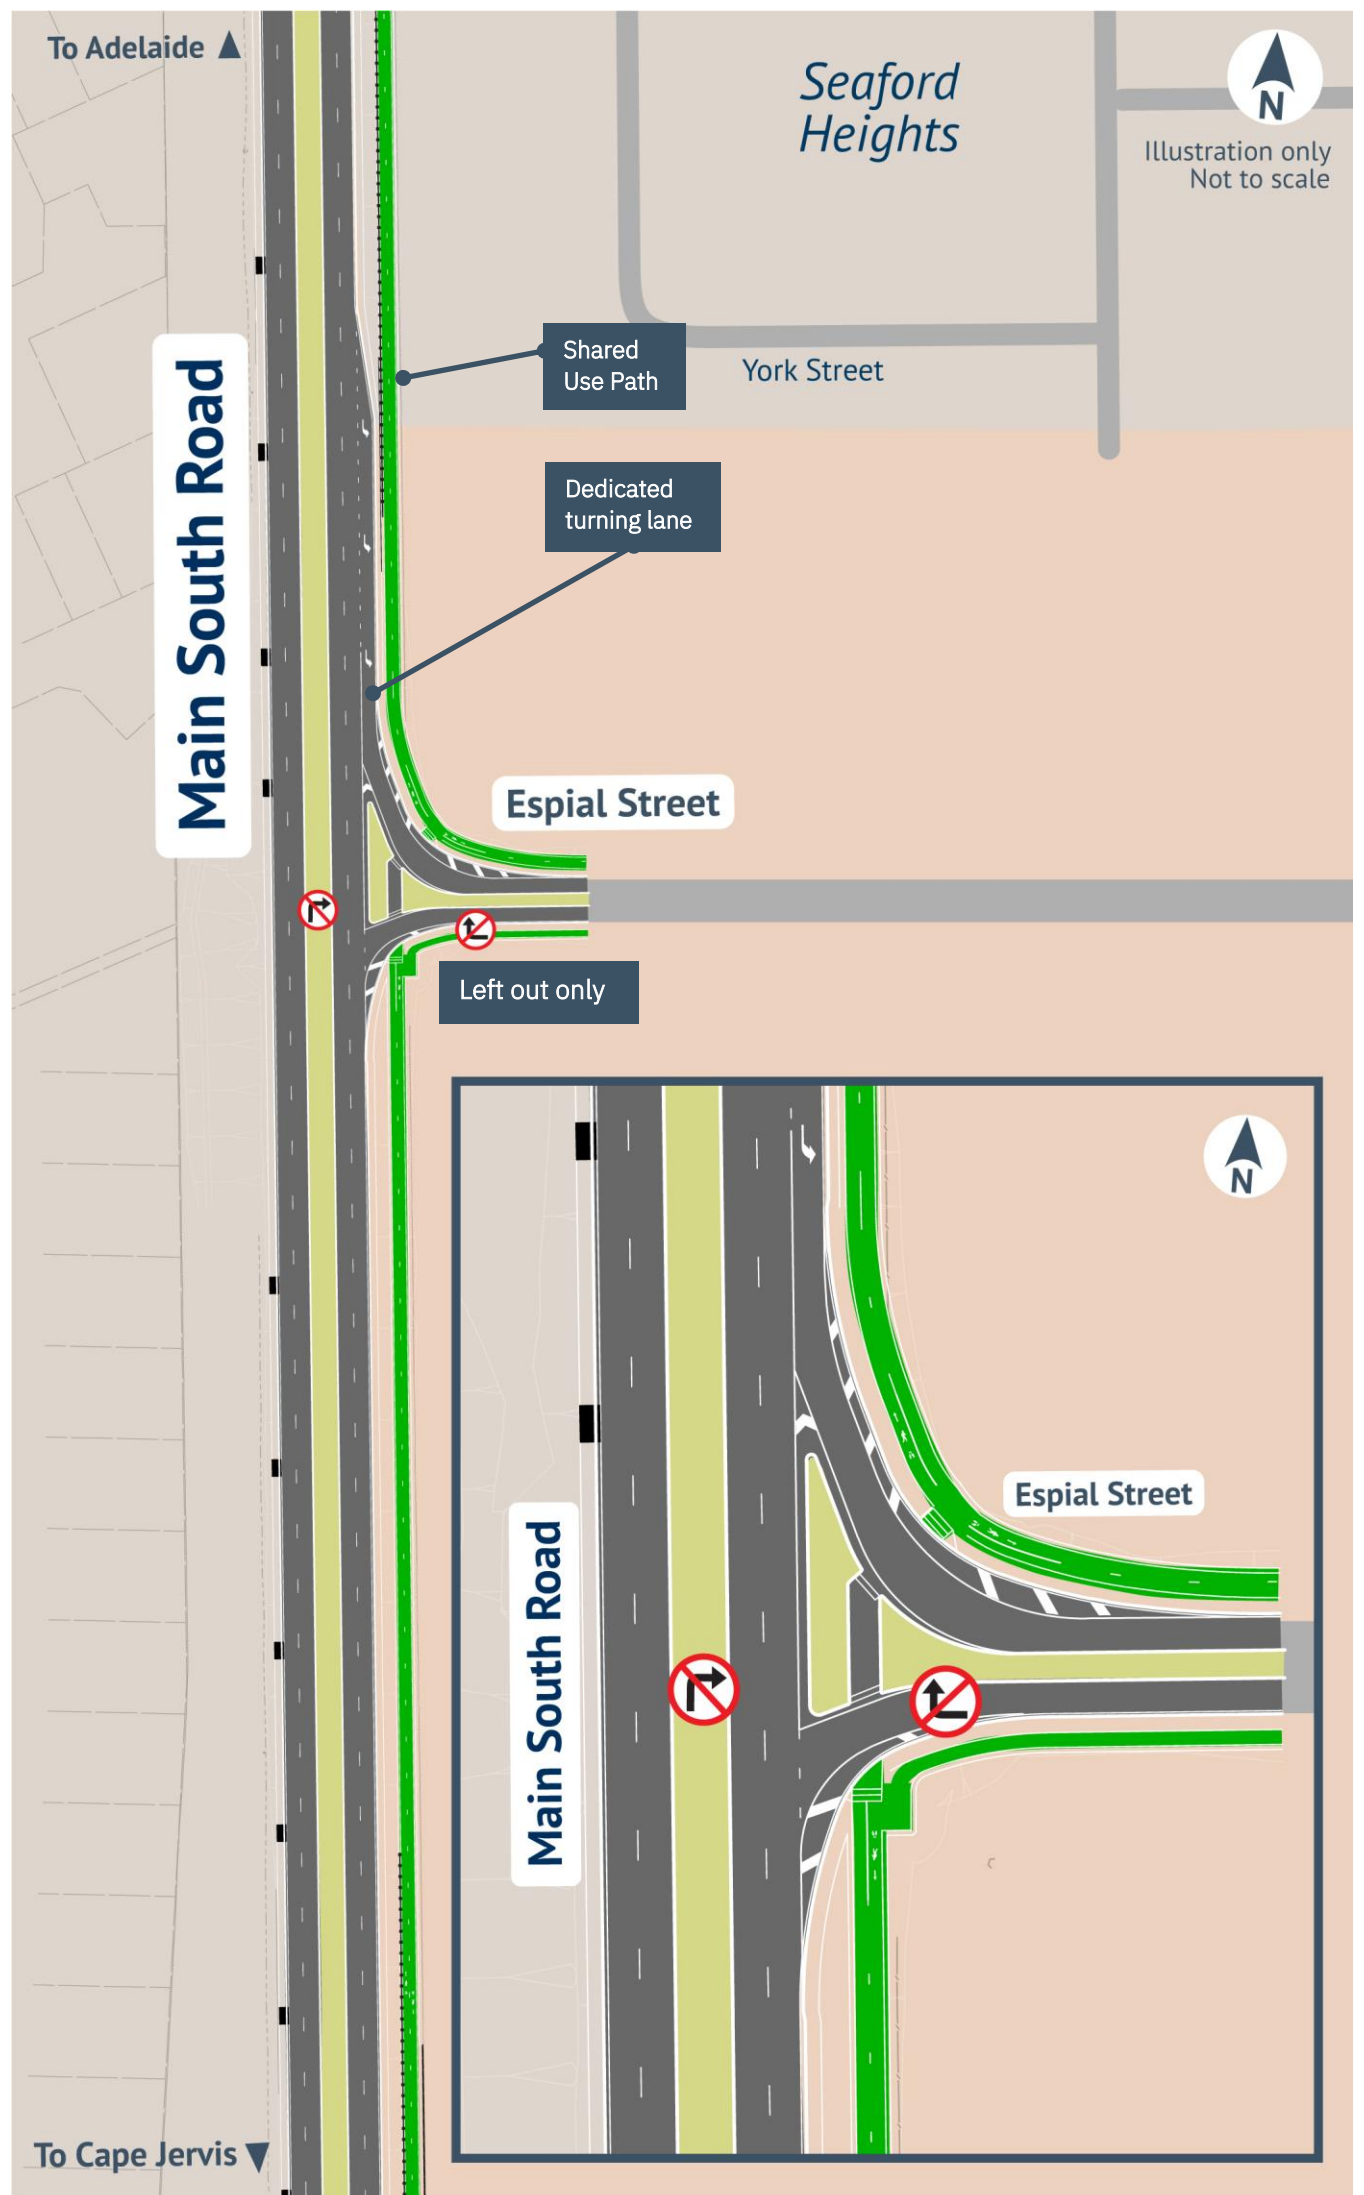 To Adelaide
Seaford
Heights
N
Illustration only
Not to scale
Main South Road
Shared
Use Path
York Street
Dedicated
turning lane
Espial Street
Left out only
N
Espial Street
Main South Road
To Cape Jervis